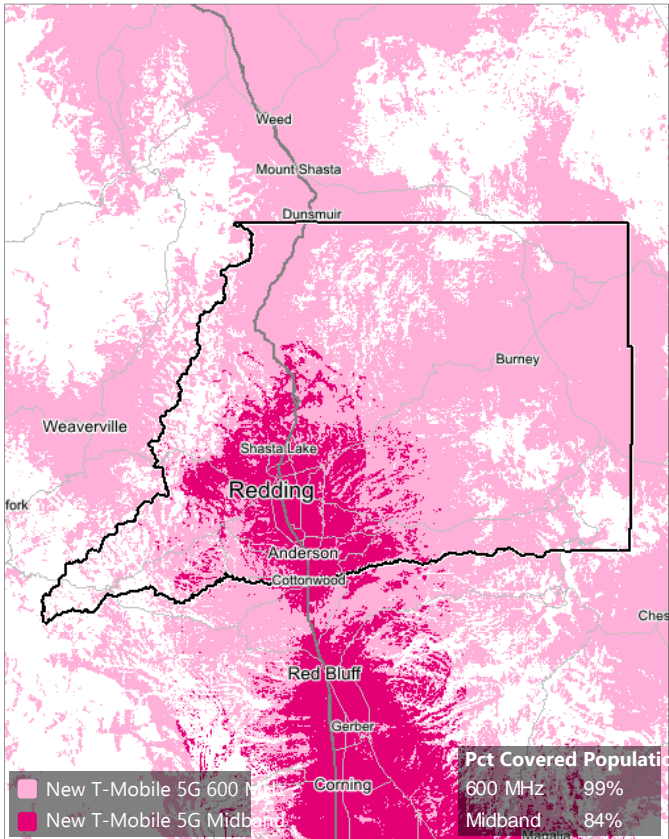 Weed
Mount Shasta
Dunsmuir
Burney
Weaverville
Shasta Lake
Redding
fork
Anderson
Cottonwood
Ches
Red Bluff
Gerber
Corning
New T-Mobile 5G 600 M
New T-Mobile 5G Midband
Pct Covered Populatio
600 MHz 99%
Midband 84%
Magalia